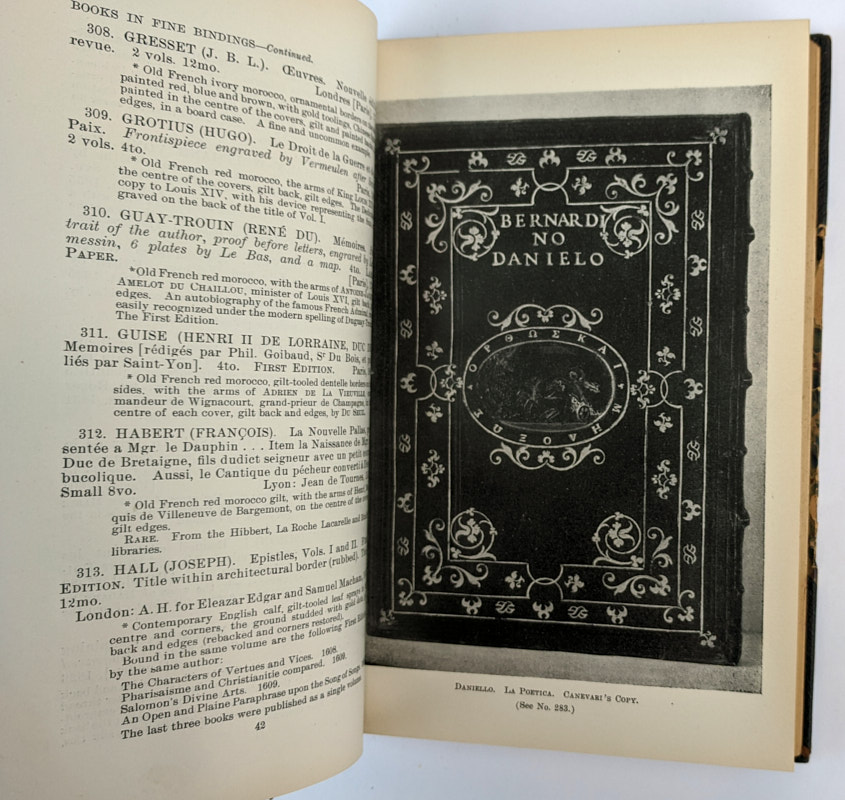 BOOKS IN FINE BINDINGS—Continued.
308. GRESSET (J. B. L.). Œuvres. Nouvelle
revue. 2 vols. 12mo. Londres [Paris]
* Old French ivory morocco, ornamental borders on
painted red, blue and brown, with gold toolings,
painted in the centre of the covers, gilt and painted
edges, in a board case. A fine and uncommon example.
309. GROTIUS (HUGO). Le Droit de la Guerre
Paix. Frontispiece engraved by Vermeulen after
2 vols. 4to.
* Old French red morocco, the arms of King Louis
the centre of the covers, gilt back, gilt edges. The
copy to Louis XIV, with his device representing the
graved on the back of the title of Vol. I.
310. GUAY-TROUIN (RENÉ DU). Mémoires,
trait of the author, proof before letters, engraved by
messin, 6 plates by Le Bas, and a map. 4to.
PAPER. [Paris],
*Old French red morocco, with the arms of
AMELOT DU CHAILLOU, minister of Louis XVI, gilt
edges. An autobiography of the famous French
easily recognized under the modern spelling of Duguay
The First Edition.
311. GUISE (HENRI II DE LORRAINE, DUC
Memoires [rédigés par Phil. Goibaud, Sr Du Bois, et
liés par Saint-Yon]. 4to. FIRST EDITION. Paris,
* Old French red morocco, gilt-tooled dentelle borders
sides, with the arms of ADRIEN DE LA VIEUVILLE,
mandeur de Wignacourt, grand-prieur de Champagne,
centre of each cover, gilt back and edges, by DU SEUIL.
312. HABERT (FRANÇOIS). La Nouvelle Pallas,
sentée a Mgr le Dauphin . . . Item la Naissance de Mgr
Duc de Bretaigne, fils dudict seigneur avec un petit
bucolique. Aussi, le Cantique du pécheur converti à
Small 8vo. Lyon: Jean de Tournes,
* Old French red morocco gilt, with the arms of
quis de Villeneuve de Bargemont, on the centre of the
gilt edges.
RARE. From the Hibbert, La Roche Lacarelle and
libraries.
313. HALL (JOSEPH). Epistles, Vols. I and II.
EDITION. Title within architectural border (rubbed).
12mo.
London: A. H. for Eleazar Edgar and Samuel Macham,
* Contemporary English calf, gilt-tooled leaf sprays
centre and corners, the ground studded with gold dots,
back and edges (rebacked and corners restored).
Bound in the same volume are the following First
by the same author:
The Characters of Vertues and Vices. 1608.
Pharisaisme and Christianitie compared. 1609.
Salomon's Divine Arts. 1609.
An Open and Plaine Paraphrase upon the Song of Songs
The last three books were published as a single volume
42
BERNARDI
NO
DANIELO
ΟΡΘΩΣ ΚΑΙ ΜΗ ΛΟΞΙΩΣ
DANIELLO. LA POETICA. CANEVARI'S COPY.
(See No. 283.)